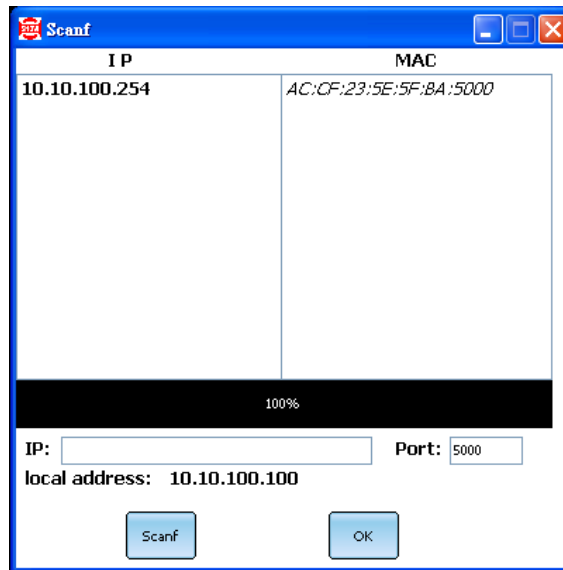 Scanf
I P MAC
10.10.100.254 AC:CF:23:5E:5F:BA:5000
100%
IP: Port: 5000
local address: 10.10.100.100
Scanf OK